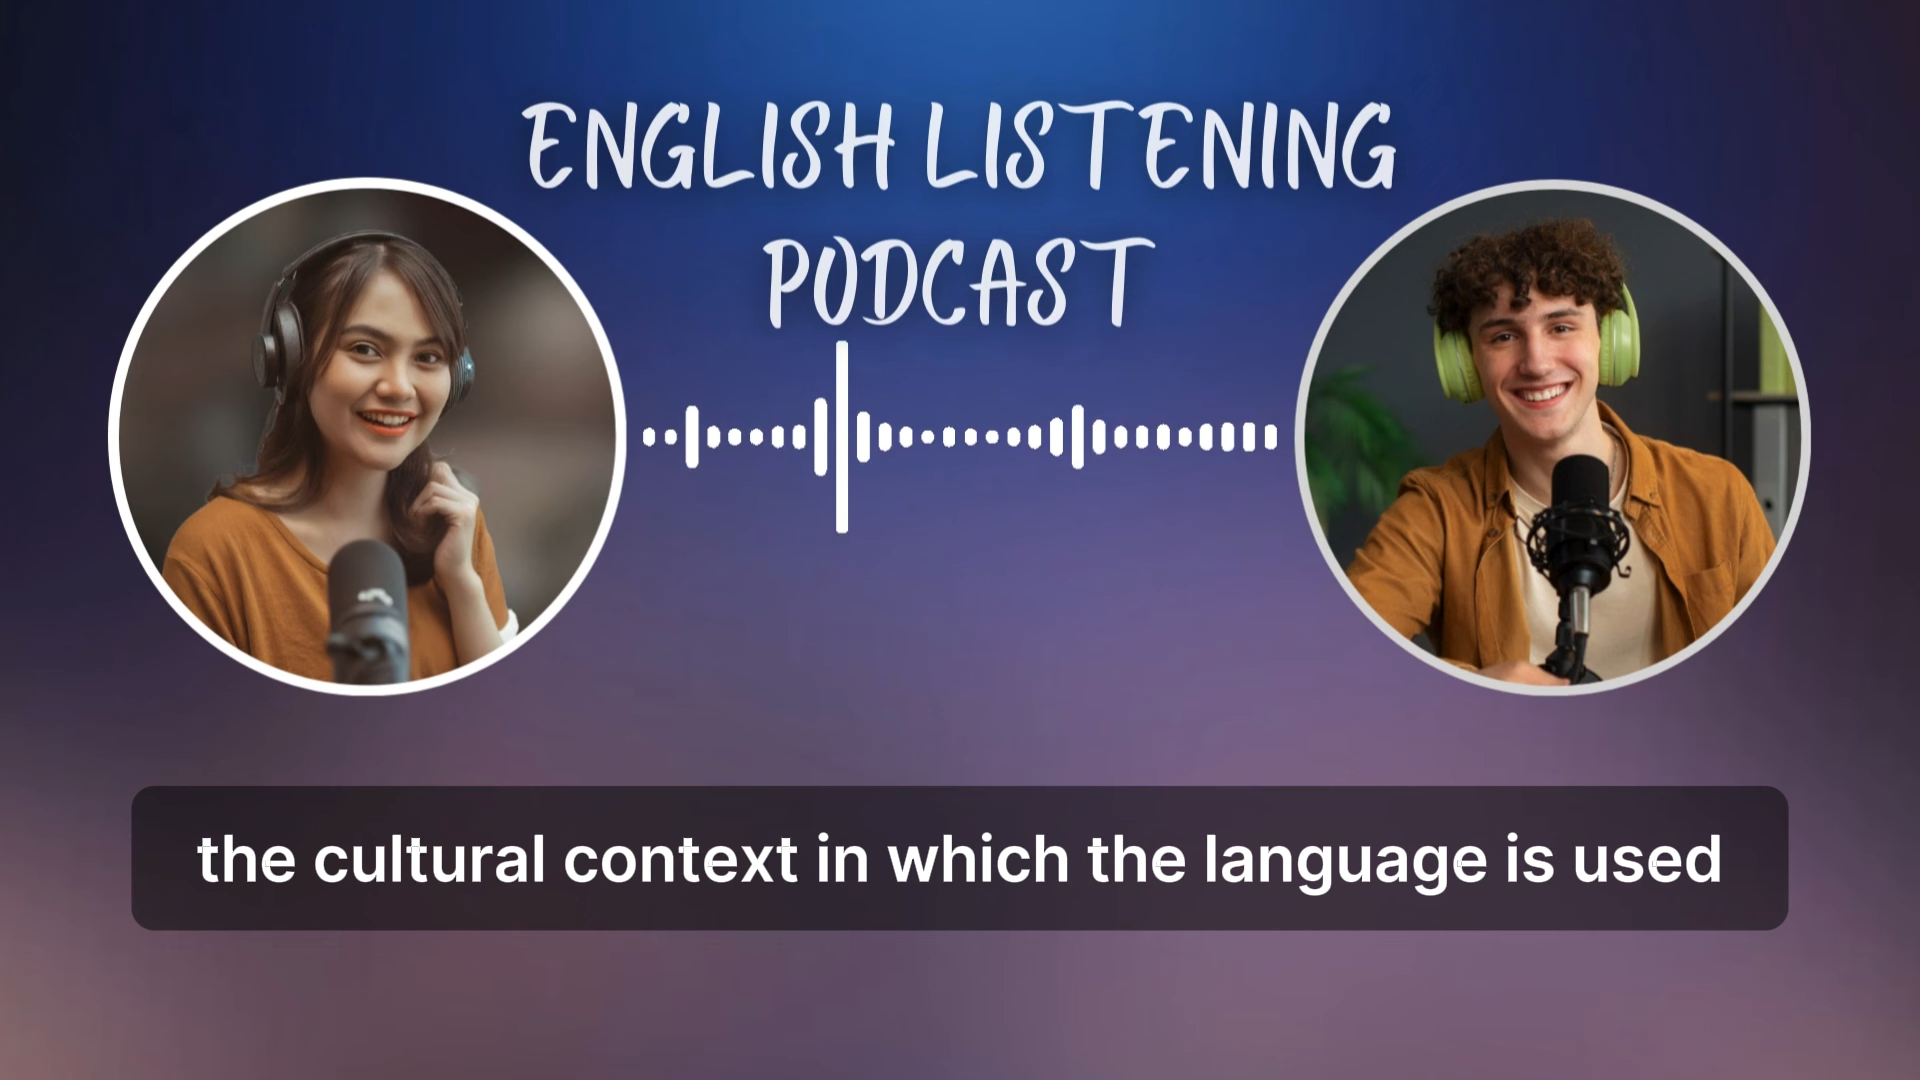 ENGLISH LISTENING
PODCAST
the cultural context in which the language is used